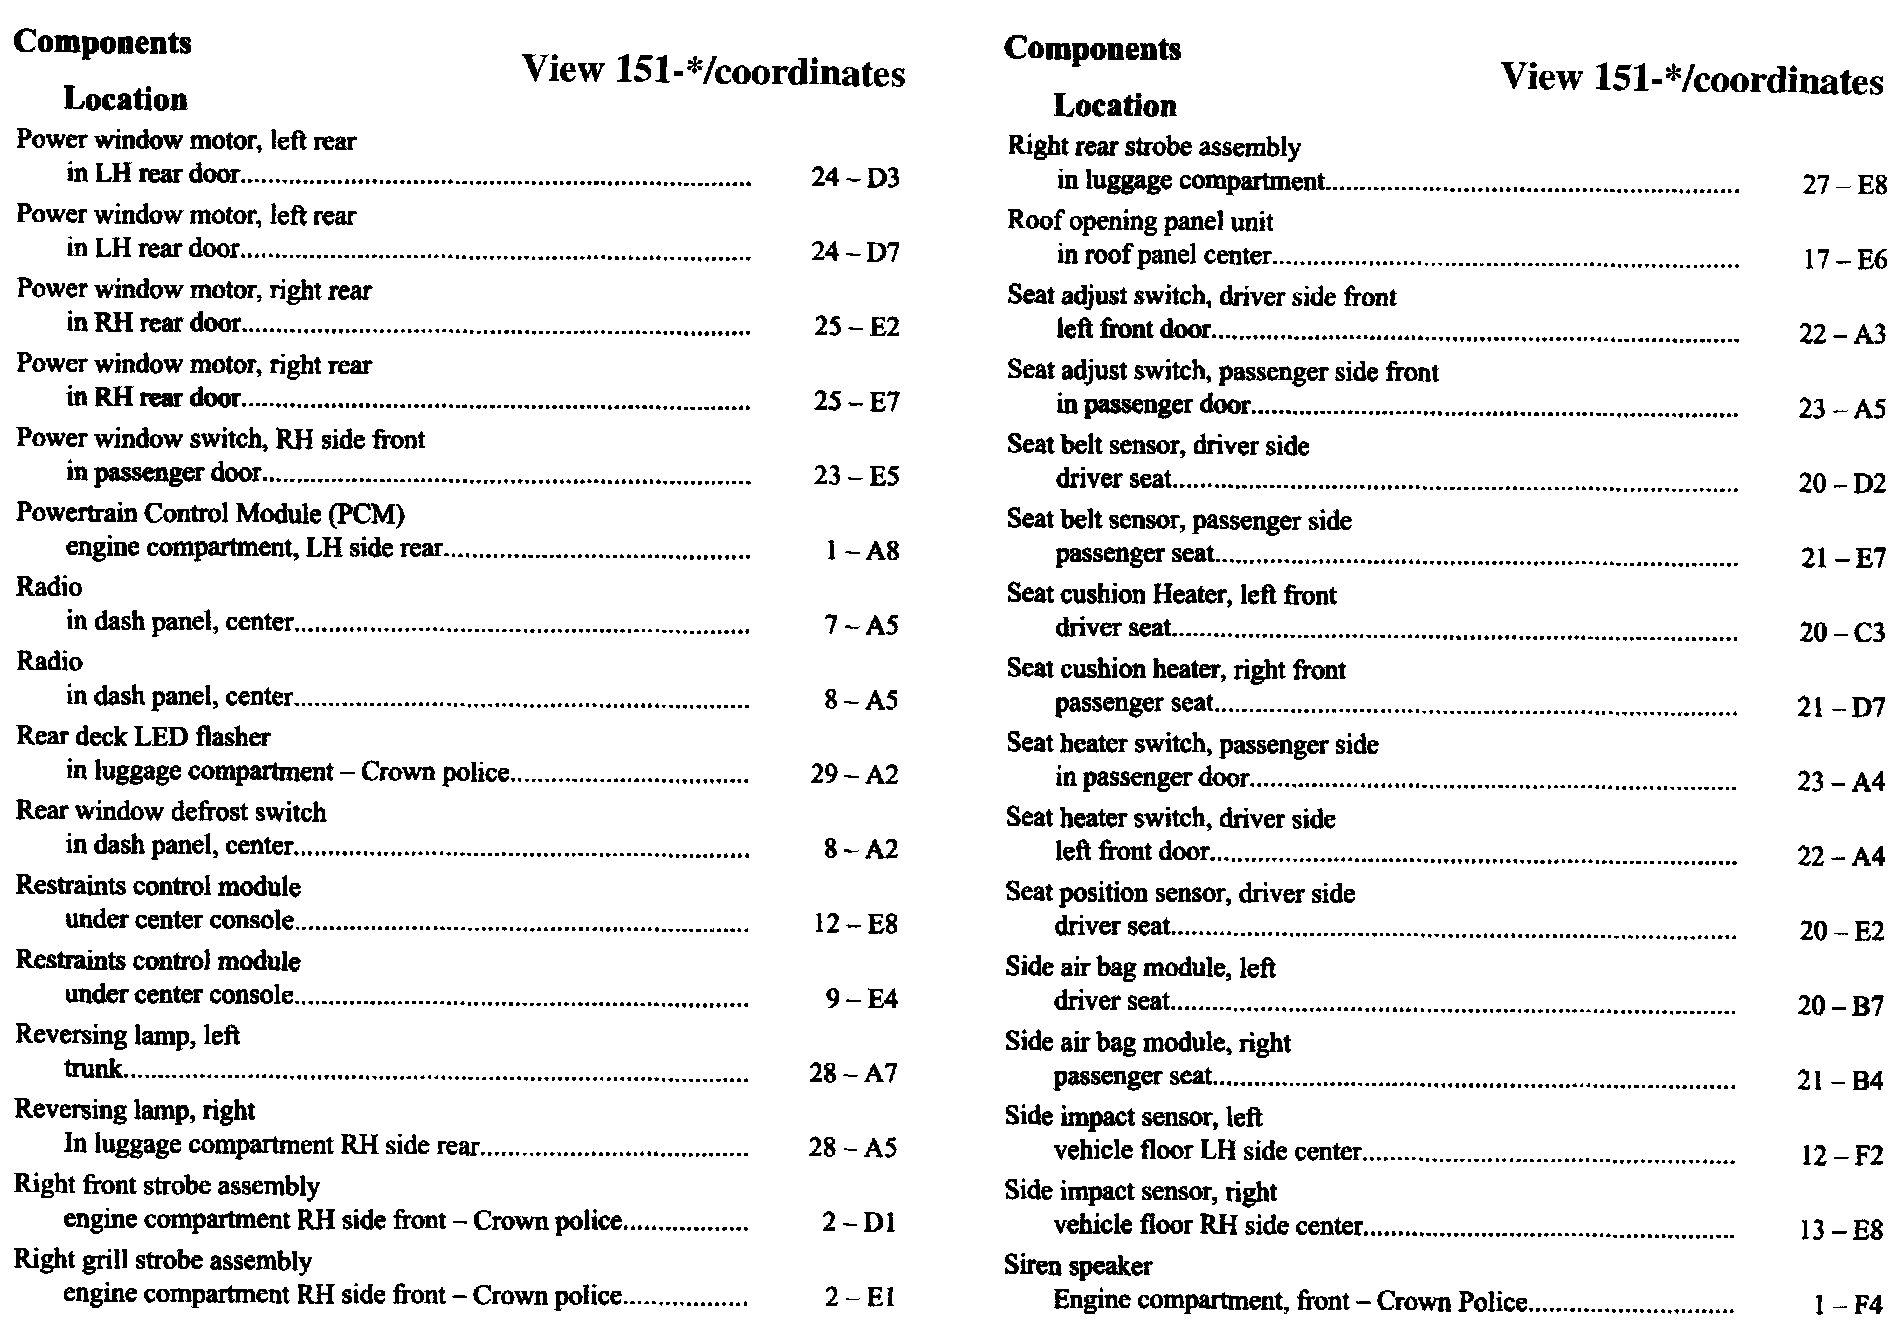 Components
View 151-*/coordinates
Location
Power window motor, left rear
in LH rear door........ 24 – D3
Power window motor, left rear
in LH rear door........ 24 – D7
Power window motor, right rear
in RH rear door........ 25 – E2
Power window motor, right rear
in RH rear door........ 25 – E7
Power window switch, RH side front
in passenger door........ 23 – E5
Powertrain Control Module (PCM)
engine compartment, LH side rear........ 1 – A8
Radio
in dash panel, center........ 7 – A5
Radio
in dash panel, center........ 8 – A5
Rear deck LED flasher
in luggage compartment – Crown police........ 29 – A2
Rear window defrost switch
in dash panel, center........ 8 – A2
Restraints control module
under center console........ 12 – E8
Restraints control module
under center console........ 9 – E4
Reversing lamp, left
trunk........ 28 – A7
Reversing lamp, right
In luggage compartment RH side rear........ 28 – A5
Right front strobe assembly
engine compartment RH side front – Crown police........ 2 – D1
Right grill strobe assembly
engine compartment RH side front – Crown police........ 2 – E1
Components
View 151-*/coordinates
Location
Right rear strobe assembly
in luggage compartment........ 27 – E8
Roof opening panel unit
in roof panel center........ 17 – E6
Seat adjust switch, driver side front
left front door........ 22 – A3
Seat adjust switch, passenger side front
in passenger door........ 23 – A5
Seat belt sensor, driver side
driver seat........ 20 – D2
Seat belt sensor, passenger side
passenger seat........ 21 – E7
Seat cushion Heater, left front
driver seat........ 20 – C3
Seat cushion heater, right front
passenger seat........ 21 – D7
Seat heater switch, passenger side
in passenger door........ 23 – A4
Seat heater switch, driver side
left front door........ 22 – A4
Seat position sensor, driver side
driver seat........ 20 – E2
Side air bag module, left
driver seat........ 20 – B7
Side air bag module, right
passenger seat........ 21 – B4
Side impact sensor, left
vehicle floor LH side center........ 12 – F2
Side impact sensor, right
vehicle floor RH side center........ 13 – E8
Siren speaker
Engine compartment, front – Crown Police........ 1 – F4